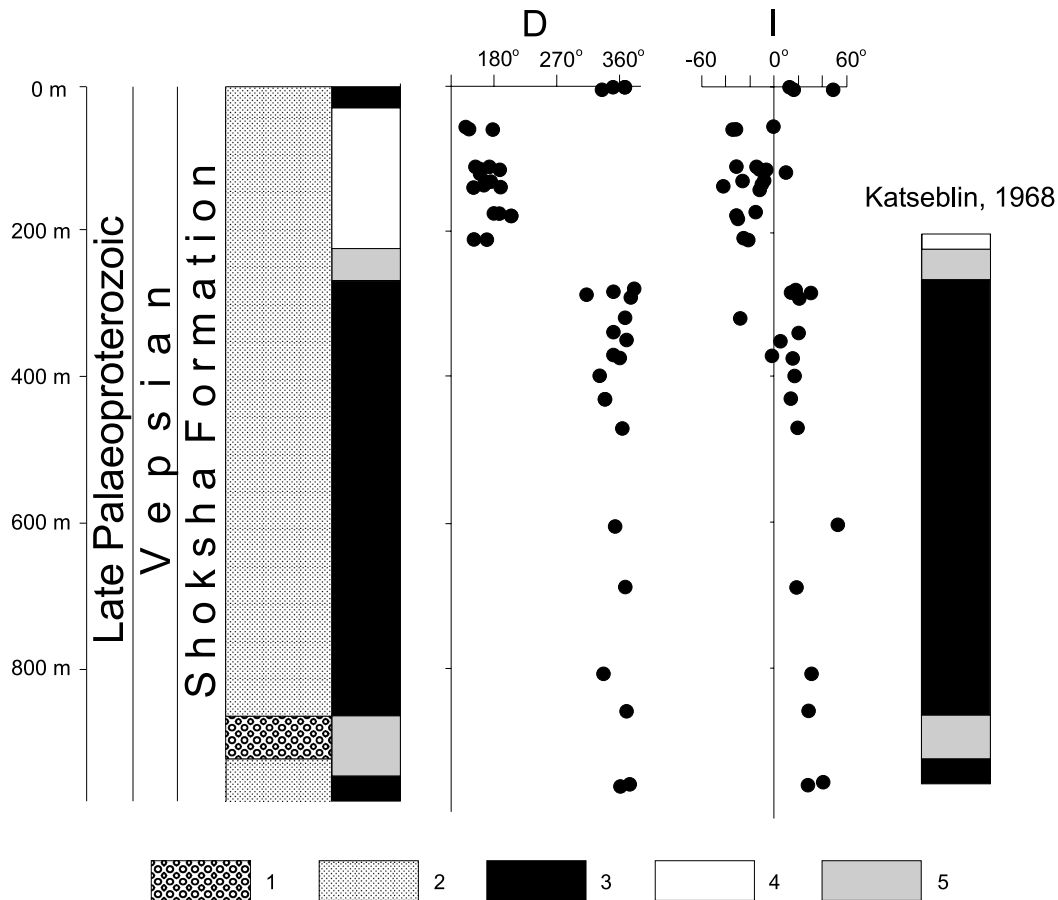 D
I
180° 270° 360°
-60 0° 60°
0 m
200 m
400 m
600 m
800 m
Late Palaeoproterozoic
Vepsian
Shoksha Formation
Katseblin, 1968
1 2 3 4 5